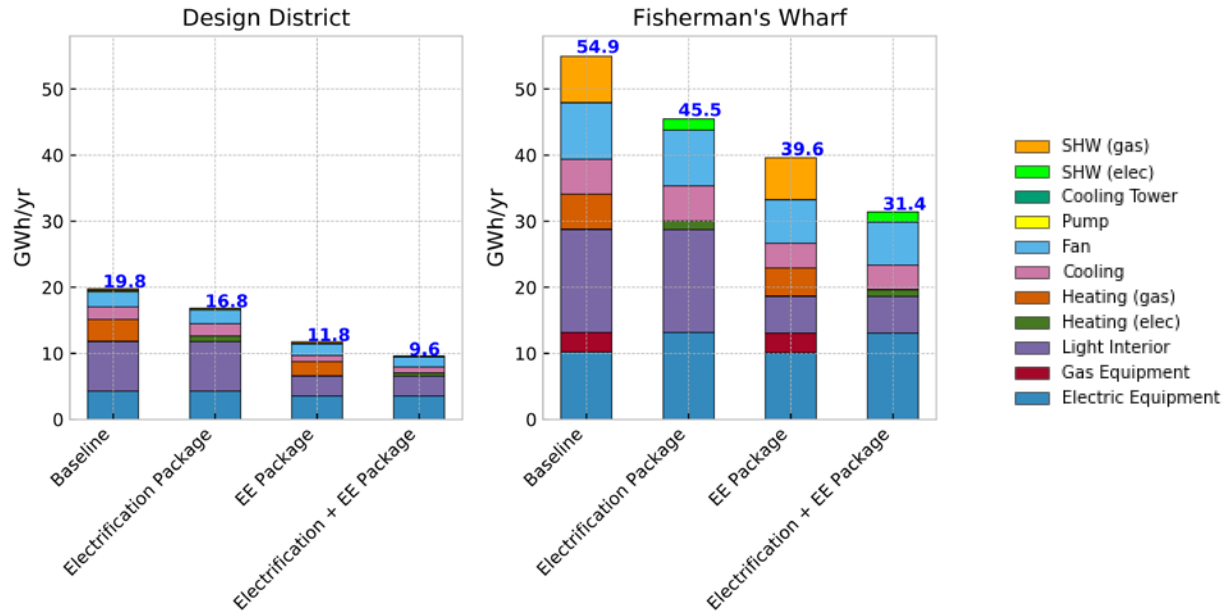 Design District
Fisherman's Wharf
GWh/yr
50
40
30
20
10
0
19.8
16.8
11.8
9.6
Baseline
Electrification Package
EE Package
Electrification + EE Package
GWh/yr
50
40
30
20
10
0
54.9
45.5
39.6
31.4
Baseline
Electrification Package
EE Package
Electrification + EE Package
SHW (gas)
SHW (elec)
Cooling Tower
Pump
Fan
Cooling
Heating (gas)
Heating (elec)
Light Interior
Gas Equipment
Electric Equipment